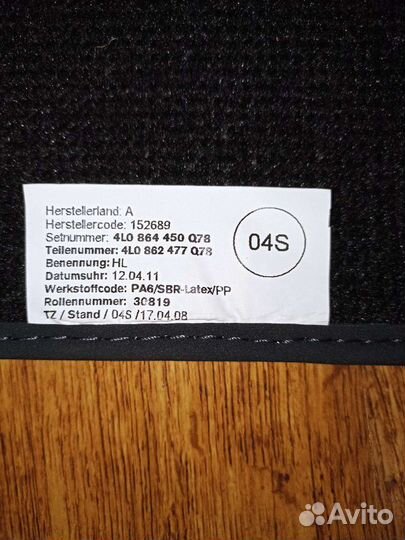 Herstellerland: A
Herstellercode: 152689
Setnummer: 4L0 864 450 Q78
Teilenummer: 4L0 862 477 Q78
Benennung: HL
Datumsuhr: 12.04.11
Werkstoffcode: PA6/SBR-Latex/PP
Rollennummer: 30819
TZ / Stand / 04S /17.04.08
04S
Avito